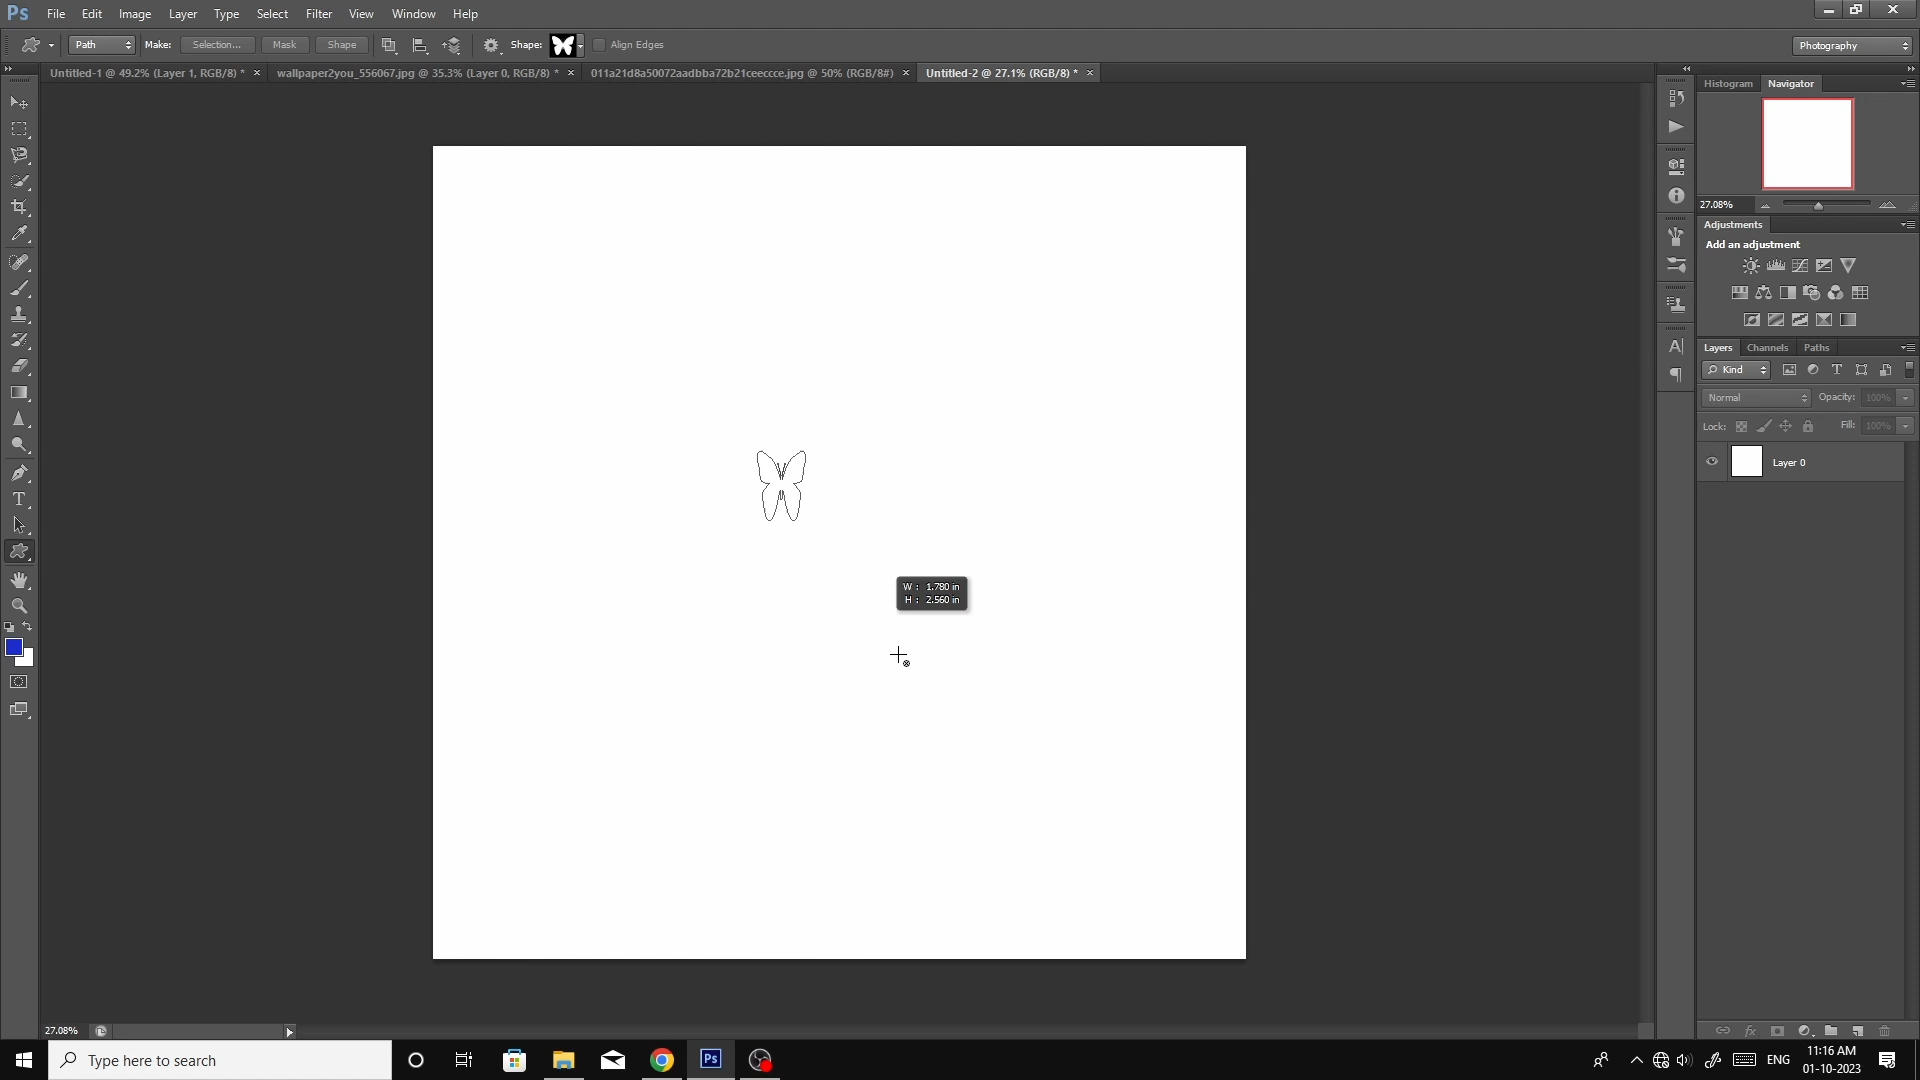 Ps File Edit Image Layer Type Select Filter View Window Help
Path Make: Selection... Mask Shape Shape: Align Edges Photography
Untitled-1 @ 49.2% (Layer 1, RGB/8) * × wallpaper2you_556067.jpg @ 35.3% (Layer 0, RGB/8) * × 011a21d8a50072aadbba72b21ceeccce.jpg @ 50% (RGB/8#) × Untitled-2 @ 27.1% (RGB/8) * ×
Histogram Navigator
27.08%
Adjustments
Add an adjustment
Layers Channels Paths
Kind
Normal Opacity: 100%
Lock: Fill: 100%
Layer 0
W : 1.780 in
H : 2.560 in
27.08%
Type here to search
Ps
ENG
11:16 AM
01-10-2023